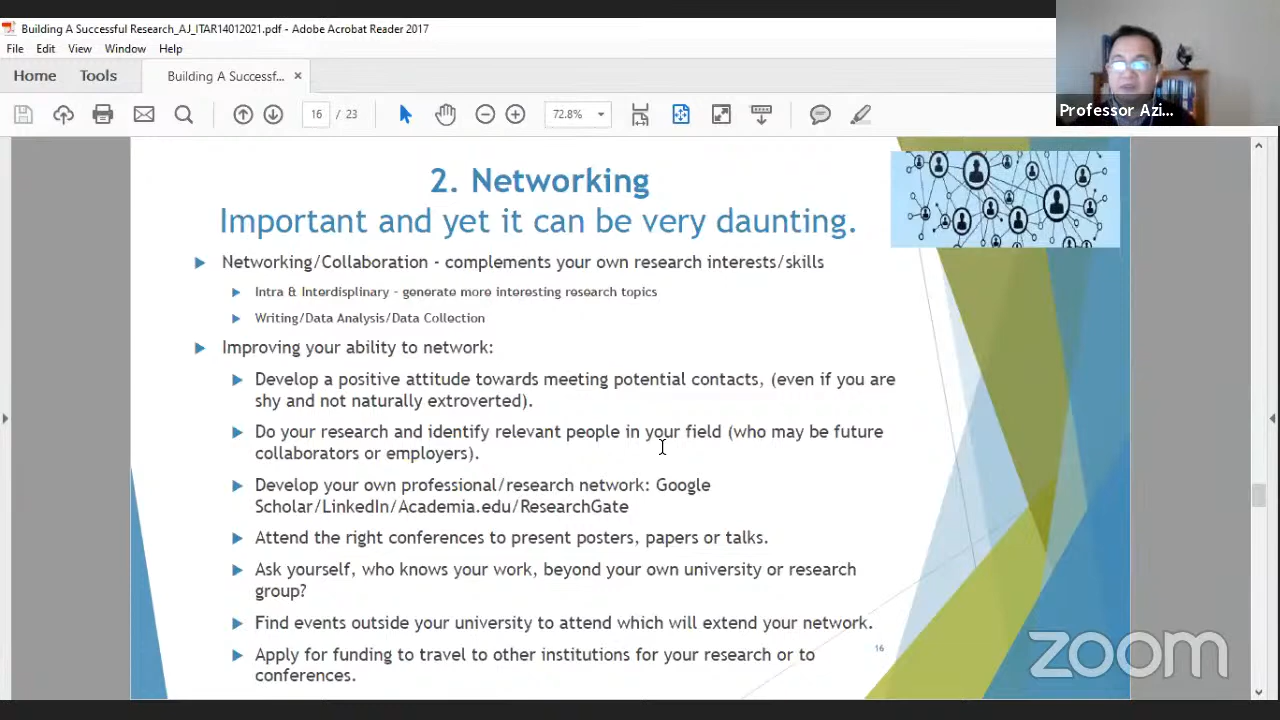 Building A Successful Research_AJ_ITAR14012021.pdf - Adobe Acrobat Reader 2017
File Edit View Window Help
Home Tools Building A Successf... ×
16 / 23 72.8%
Professor Azi...
2. Networking
Important and yet it can be very daunting.
Networking/Collaboration - complements your own research interests/skills
Intra & Interdisplinary - generate more interesting research topics
Writing/Data Analysis/Data Collection
Improving your ability to network:
Develop a positive attitude towards meeting potential contacts, (even if you are
shy and not naturally extroverted).
Do your research and identify relevant people in your field (who may be future
collaborators or employers).
Develop your own professional/research network: Google
Scholar/LinkedIn/Academia.edu/ResearchGate
Attend the right conferences to present posters, papers or talks.
Ask yourself, who knows your work, beyond your own university or research
group?
Find events outside your university to attend which will extend your network.
Apply for funding to travel to other institutions for your research or to
conferences.
16
zoom